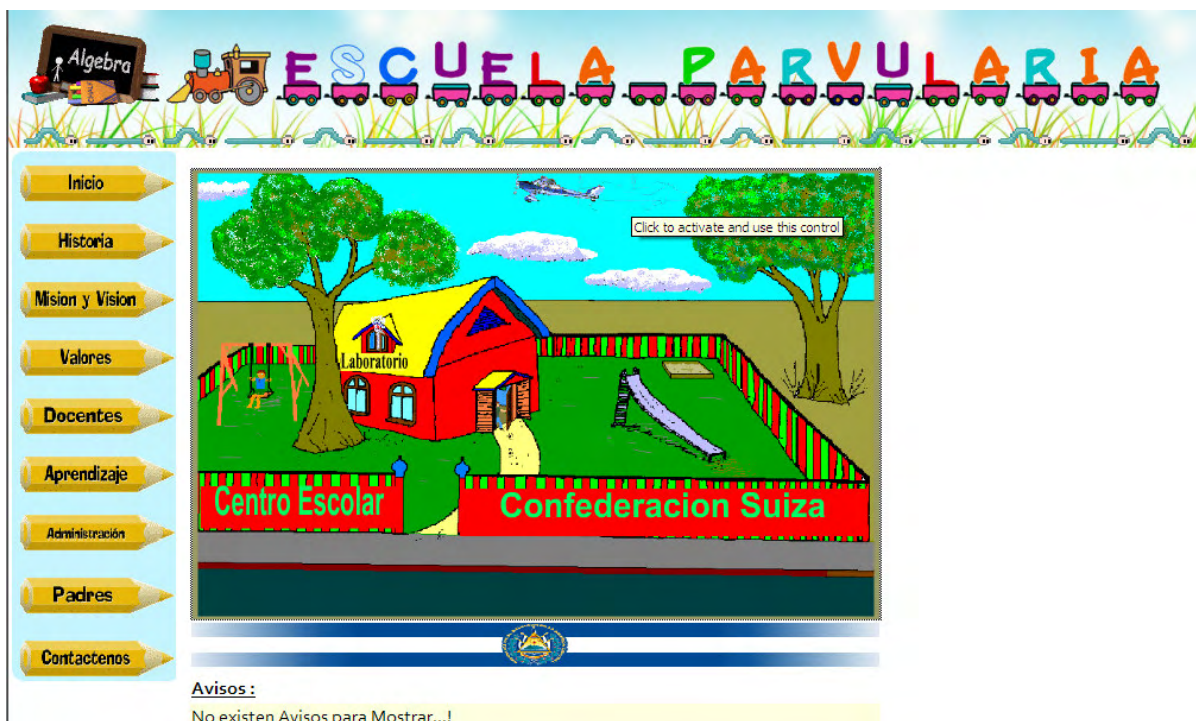 Algebra
ESCUELA PARVULARIA
Inicio
Historia
Mision y Vision
Valores
Docentes
Aprendizaje
Administración
Padres
Contactenos
Click to activate and use this control
Laboratorio
Centro Escolar
Confederacion Suiza
Avisos :
No existen Avisos para Mostrar...!